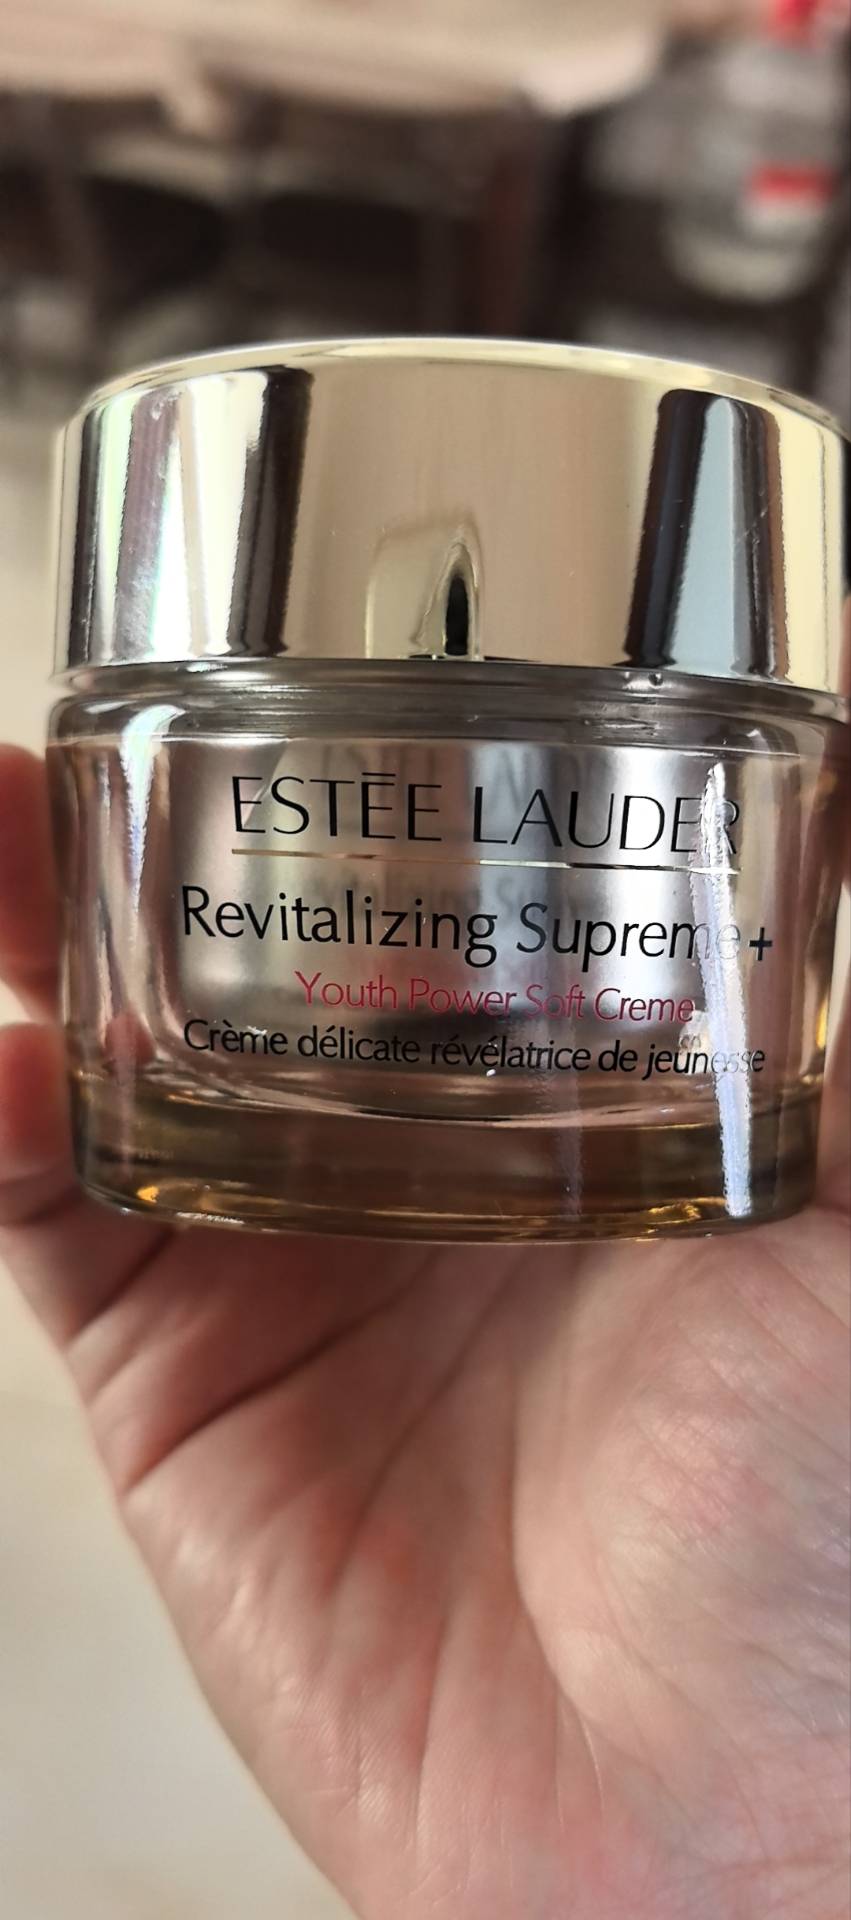 ESTĒE LAUDER
Revitalizing Supreme+
Youth Power Soft Creme
Crème délicate révélatrice de jeunesse